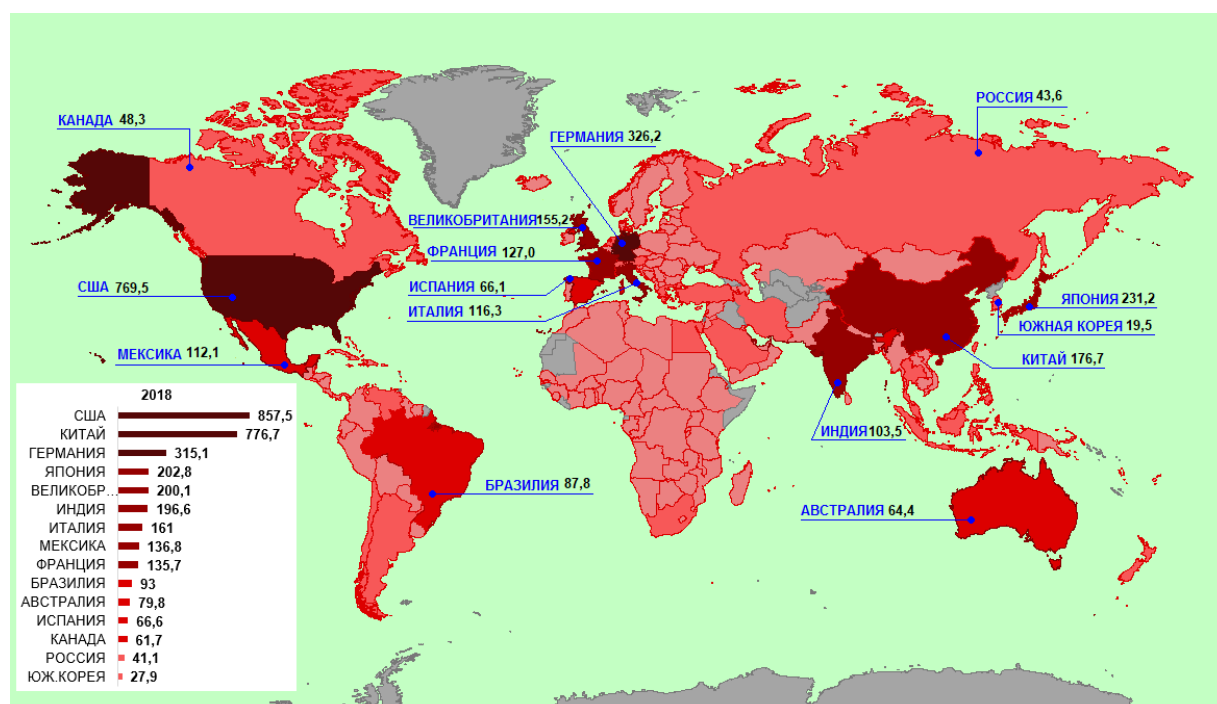 РОССИЯ 43,6
КАНАДА 48,3
ГЕРМАНИЯ 326,2
ВЕЛИКОБРИТАНИЯ 155,2
ФРАНЦИЯ 127,0
США 769,5
ИСПАНИЯ 66,1
ИТАЛИЯ 116,3
ЯПОНИЯ 231,2
ЮЖНАЯ КОРЕЯ 19,5
МЕКСИКА 112,1
КИТАЙ 176,7
ИНДИЯ 103,5
БРАЗИЛИЯ 87,8
АВСТРАЛИЯ 64,4
2018
США 857,5
КИТАЙ 776,7
ГЕРМАНИЯ 315,1
ЯПОНИЯ 202,8
ВЕЛИКОБР... 200,1
ИНДИЯ 196,6
ИТАЛИЯ 161
МЕКСИКА 136,8
ФРАНЦИЯ 135,7
БРАЗИЛИЯ 93
АВСТРАЛИЯ 79,8
ИСПАНИЯ 66,6
КАНАДА 61,7
РОССИЯ 41,1
ЮЖ.КОРЕЯ 27,9